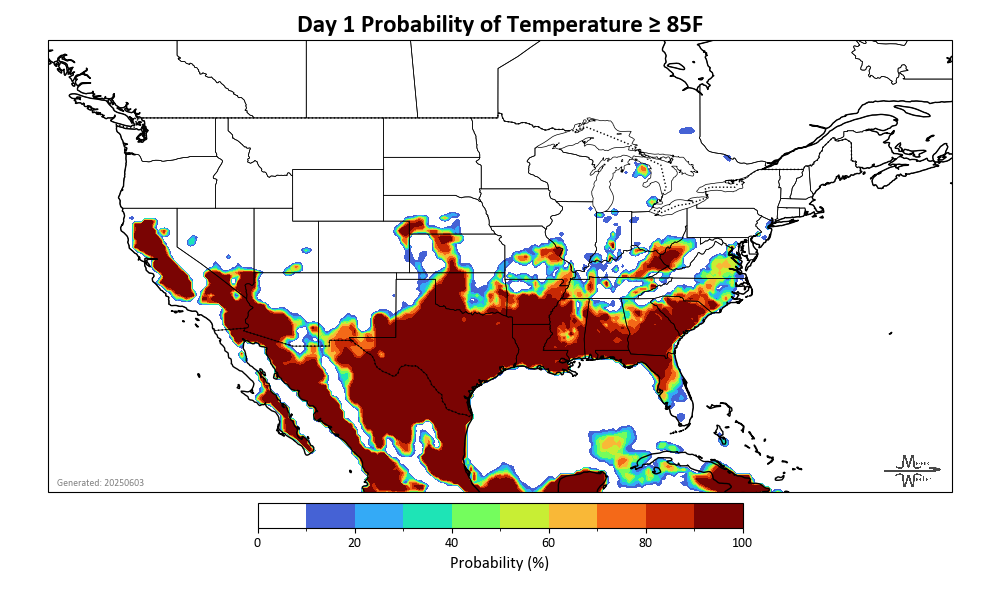 Day 1 Probability of Temperature ≥ 85F
Generated: 20250603
0 20 40 60 80 100
Probability (%)